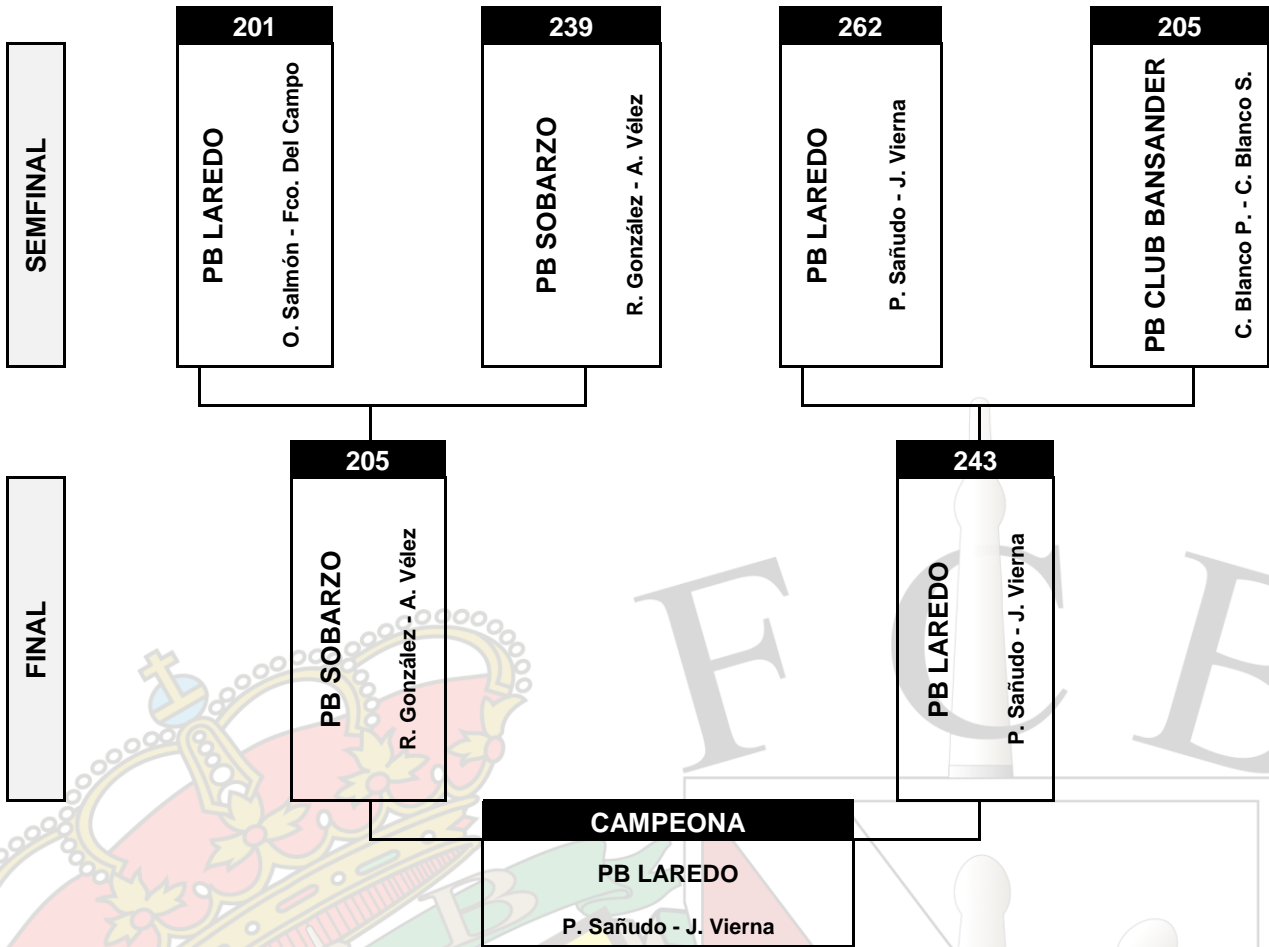 201
239
262
205
SEMFINAL
PB LAREDO
O. Salmón - Fco. Del Campo
PB SOBARZO
R. González - A. Vélez
PB LAREDO
P. Sañudo - J. Vierna
PB CLUB BANSANDER
C. Blanco P. - C. Blanco S.
205
243
FINAL
PB SOBARZO
R. González - A. Vélez
PB LAREDO
P. Sañudo - J. Vierna
F C B
CAMPEONA
PB LAREDO
P. Sañudo - J. Vierna